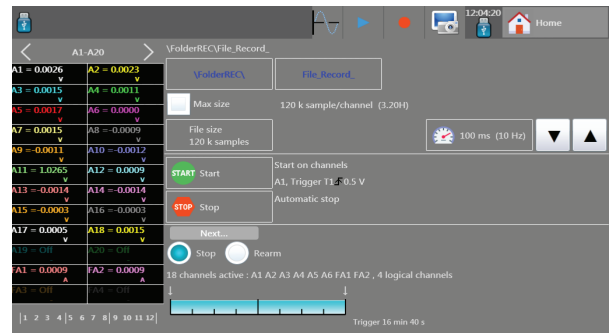 12:04:20
Home
A1-A20
\FolderREC\File_Record_
A1 = 0.0026 V
A2 = 0.0023 V
\FolderREC\
File_Record_
A3 = 0.0015 V
A4 = 0.0011 V
Max size
120 k sample/channel (3.20H)
A5 = 0.0017 V
A6 = 0.0000 V
A7 = 0.0015 V
A8 =-0.0009 V
File size
120 k samples
100 ms (10 Hz)
A9 =-0.0011 V
A10 =-0.0012 V
A11 = 1.0265 V
A12 = 0.0009 V
START Start
Start on channels
A1, Trigger T1 0.5 V
A13 =-0.0014 V
A14 =-0.0014 V
A15 =-0.0003 V
A16 =-0.0003 V
STOP Stop
Automatic stop
A17 = 0.0005 V
A18 = 0.0015 V
Next...
A19 = Off
A20 = Off
Stop
Rearm
FA1 = 0.0009 A
FA2 = 0.0009 A
18 channels active : A1 A2 A3 A4 A5 A6 FA1 FA2 , 4 logical channels
FA3 = Off
FA4 = Off
1 2 3 4 5 6 7 8 9 10 11 12
Trigger 16 min 40 s